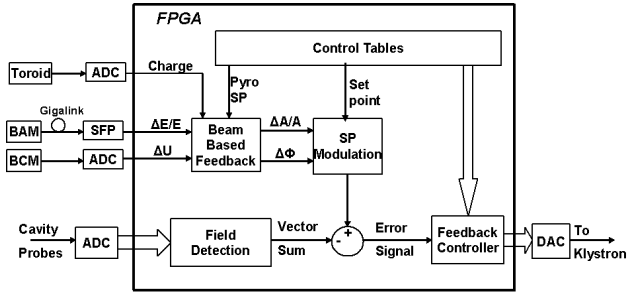 FPGA
Control Tables
Toroid
ADC
Charge
Pyro
SP
Set
point
Gigalink
BAM
SFP
ΔE/E
Beam
Based
Feedback
ΔA/A
SP
Modulation
BCM
ADC
ΔU
ΔΦ
Cavity
Probes
ADC
Field
Detection
Vector
Sum
- +
Error
Signal
Feedback
Controller
DAC
To
Klystron